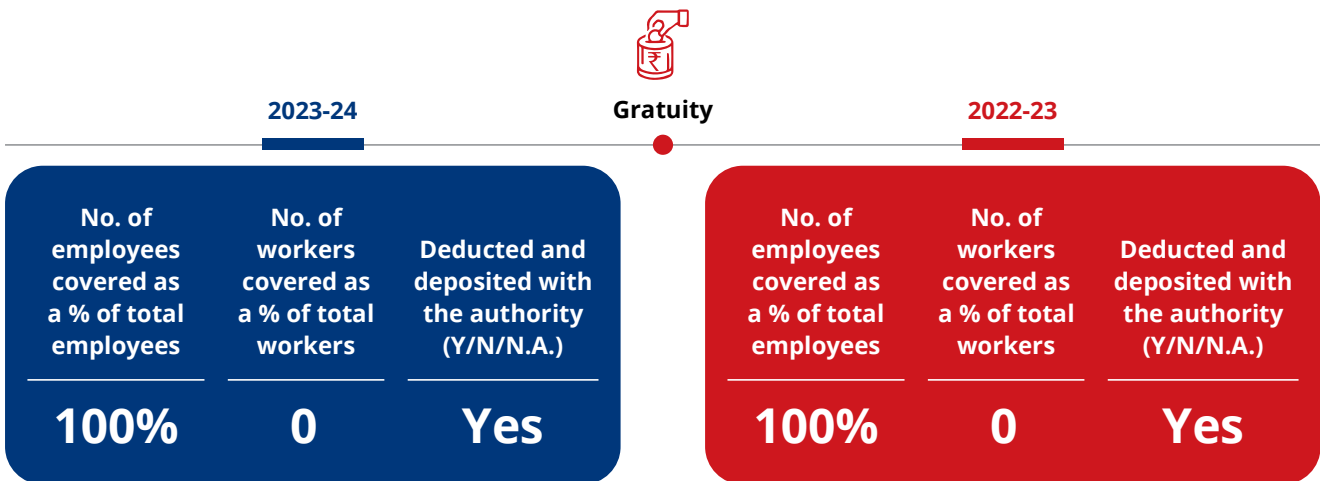 ₹
2023-24
Gratuity
2022-23
No. of
employees
covered as
a % of total
employees
No. of
workers
covered as
a % of total
workers
Deducted and
deposited with
the authority
(Y/N/N.A.)
100%
0
Yes
No. of
employees
covered as
a % of total
employees
No. of
workers
covered as
a % of total
workers
Deducted and
deposited with
the authority
(Y/N/N.A.)
100%
0
Yes